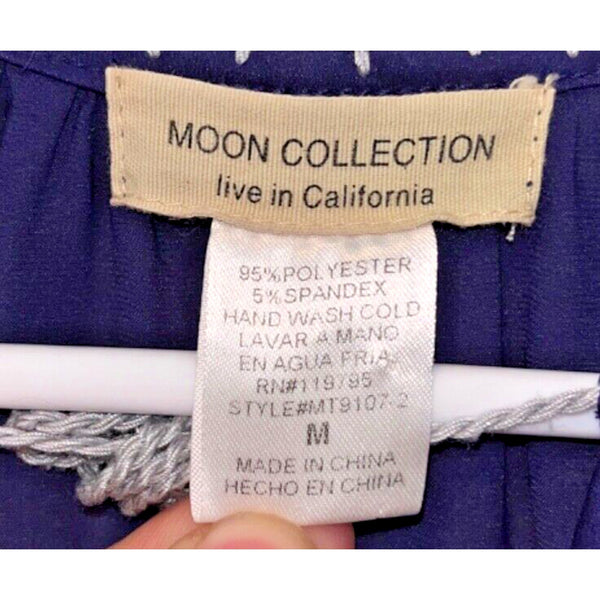 MOON COLLECTION
live in California
95%POLYESTER
5%SPANDEX
HAND WASH COLD
LAVAR A MANO
EN AGUA FRIA
RN#119795
STYLE#MT9107-2
M
MADE IN CHINA
HECHO EN CHINA